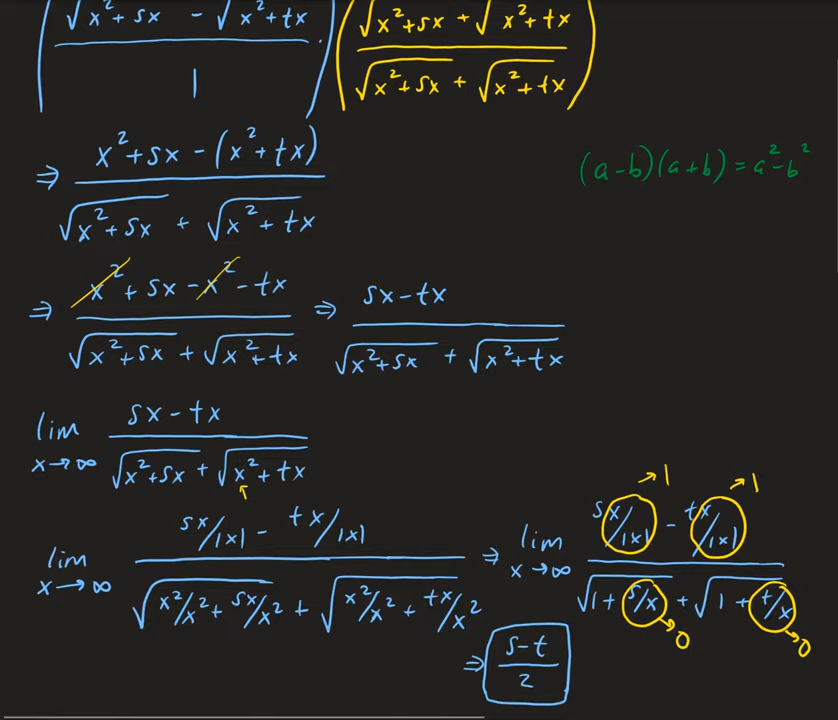 (√x²+sx - √x²+tx / 1) · (√x²+sx + √x²+tx / √x²+sx + √x²+tx)
⇒ x²+sx-(x²+tx) / √x²+sx + √x²+tx
(a-b)(a+b) = a²-b²
⇒ x²+sx-x²-tx / √x²+sx + √x²+tx ⇒ sx-tx / √x²+sx + √x²+tx
lim x→∞ sx-tx / √x²+sx + √x²+tx
lim x→∞ sx/|x| - tx/|x| / √x²/x²+sx/x² + √x²/x²+tx/x² ⇒ lim x→∞ sx/|x| - tx/|x| / √1+s/x + √1+t/x
→1 →1
→0 →0
⇒ s-t / 2